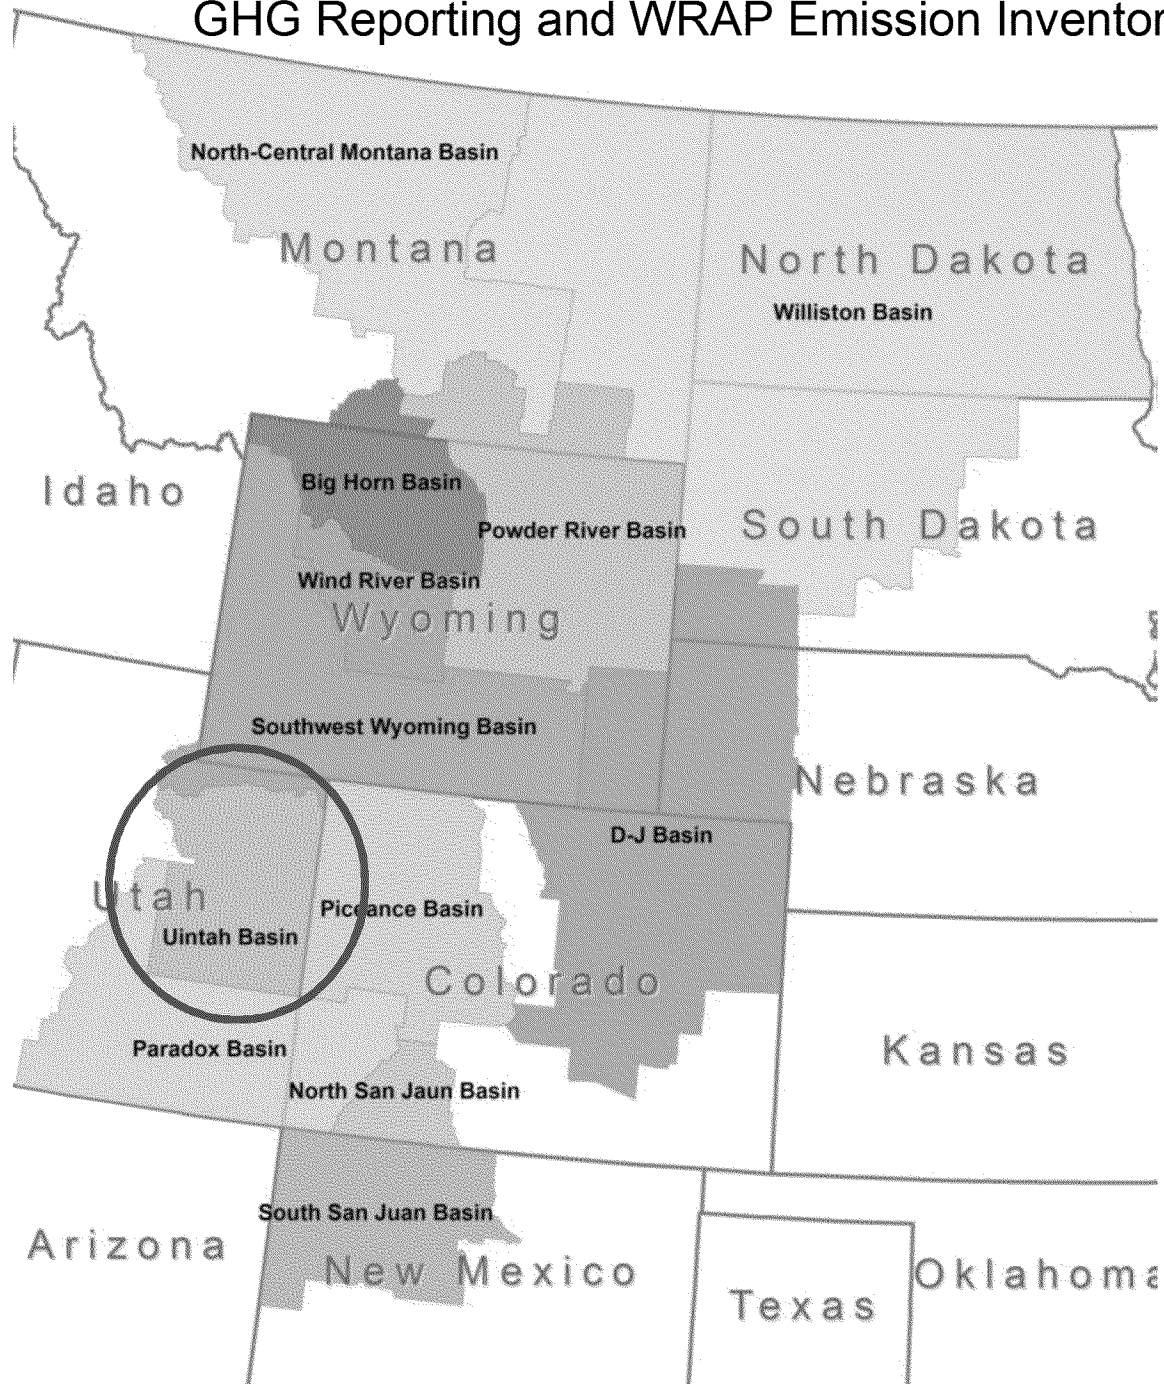 GHG Reporting and WRAP Emission Inventor
North-Central Montana Basin
Montana
North Dakota
Williston Basin
Idaho
Big Horn Basin
Powder River Basin
South Dakota
Wind River Basin
Wyoming
Southwest Wyoming Basin
Nebraska
D-J Basin
Utah
Piceance Basin
Uintah Basin
Colorado
Paradox Basin
Kansas
North San Jaun Basin
South San Juan Basin
Arizona
New Mexico
Oklahoma
Texas